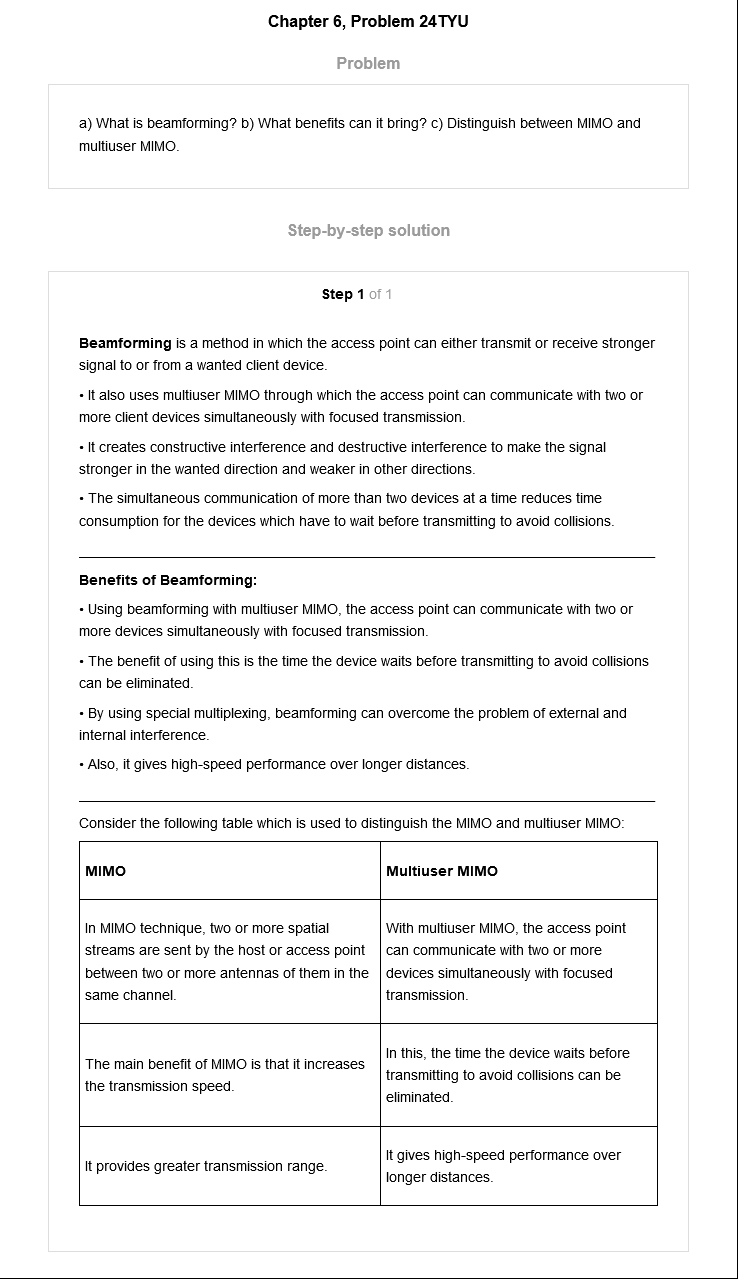 Chapter 6, Problem 24TYU
Problem
a) What is beamforming? b) What benefits can it bring? c) Distinguish between MIMO and
multiuser MIMO.
Step-by-step solution
Step 1 of 1
Beamforming is a method in which the access point can either transmit or receive stronger
signal to or from a wanted client device.
• It also uses multiuser MIMO through which the access point can communicate with two or
more client devices simultaneously with focused transmission.
• It creates constructive interference and destructive interference to make the signal
stronger in the wanted direction and weaker in other directions.
• The simultaneous communication of more than two devices at a time reduces time
consumption for the devices which have to wait before transmitting to avoid collisions.
Benefits of Beamforming:
• Using beamforming with multiuser MIMO, the access point can communicate with two or
more devices simultaneously with focused transmission.
• The benefit of using this is the time the device waits before transmitting to avoid collisions
can be eliminated.
• By using special multiplexing, beamforming can overcome the problem of external and
internal interference.
• Also, it gives high-speed performance over longer distances.
Consider the following table which is used to distinguish the MIMO and multiuser MIMO:
MIMO
Multiuser MIMO
In MIMO technique, two or more spatial
streams are sent by the host or access point
between two or more antennas of them in the
same channel.
With multiuser MIMO, the access point
can communicate with two or more
devices simultaneously with focused
transmission.
The main benefit of MIMO is that it increases
the transmission speed.
In this, the time the device waits before
transmitting to avoid collisions can be
eliminated.
It provides greater transmission range.
It gives high-speed performance over
longer distances.